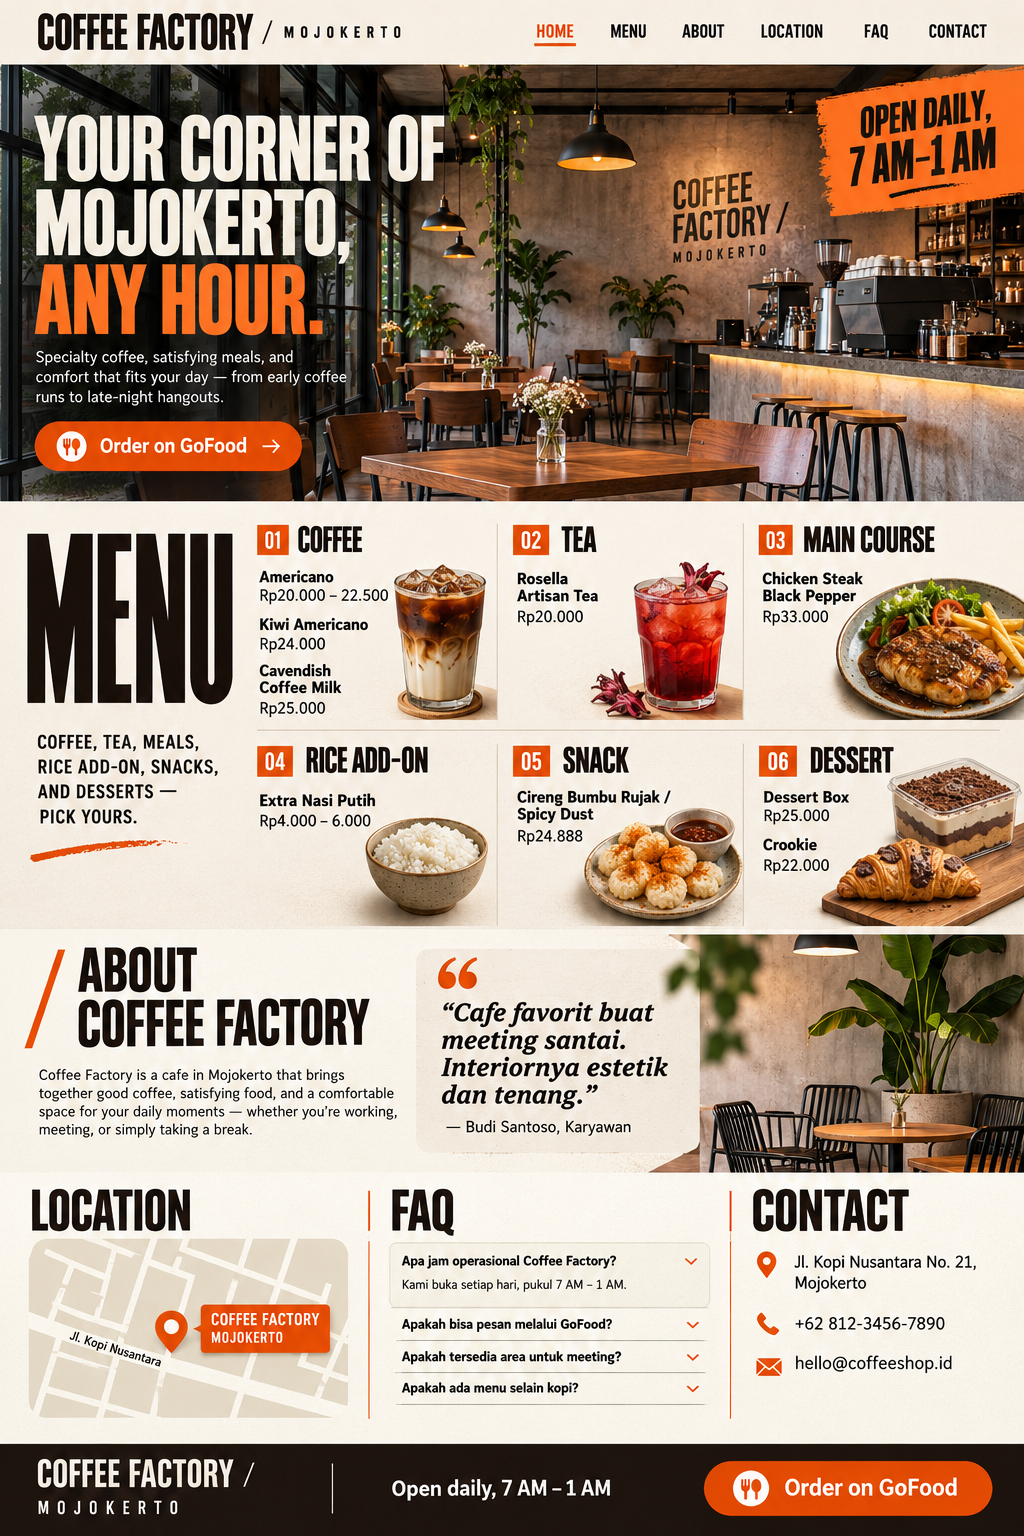 COFFEE FACTORY / MOJOKERTO
HOME MENU ABOUT LOCATION FAQ CONTACT
YOUR CORNER OF
MOJOKERTO,
ANY HOUR.
Specialty coffee, satisfying meals, and
comfort that fits your day — from early coffee
runs to late-night hangouts.
Order on GoFood →
COFFEE
FACTORY /
MOJOKERTO
OPEN DAILY,
7 AM–1 AM
MENU
COFFEE, TEA, MEALS,
RICE ADD-ON, SNACKS,
AND DESSERTS —
PICK YOURS.
01 COFFEE
Americano
Rp20.000 – 22.500
Kiwi Americano
Rp24.000
Cavendish
Coffee Milk
Rp25.000
02 TEA
Rosella
Artisan Tea
Rp20.000
03 MAIN COURSE
Chicken Steak
Black Pepper
Rp33.000
04 RICE ADD-ON
Extra Nasi Putih
Rp4.000 – 6.000
05 SNACK
Cireng Bumbu Rujak /
Spicy Dust
Rp24.888
06 DESSERT
Dessert Box
Rp25.000
Crookie
Rp22.000
/ ABOUT
COFFEE FACTORY
Coffee Factory is a cafe in Mojokerto that brings
together good coffee, satisfying food, and a comfortable
space for your daily moments — whether you're working,
meeting, or simply taking a break.
“
“Cafe favorit buat
meeting santai.
Interiornya estetik
dan tenang.”
— Budi Santoso, Karyawan
LOCATION
COFFEE FACTORY
MOJOKERTO
Jl. Kopi Nusantara
FAQ
Apa jam operasional Coffee Factory?
Kami buka setiap hari, pukul 7 AM – 1 AM.
Apakah bisa pesan melalui GoFood?
Apakah tersedia area untuk meeting?
Apakah ada menu selain kopi?
CONTACT
Jl. Kopi Nusantara No. 21,
Mojokerto
+62 812-3456-7890
hello@coffeeshop.id
COFFEE FACTORY /
MOJOKERTO
Open daily, 7 AM – 1 AM
Order on GoFood